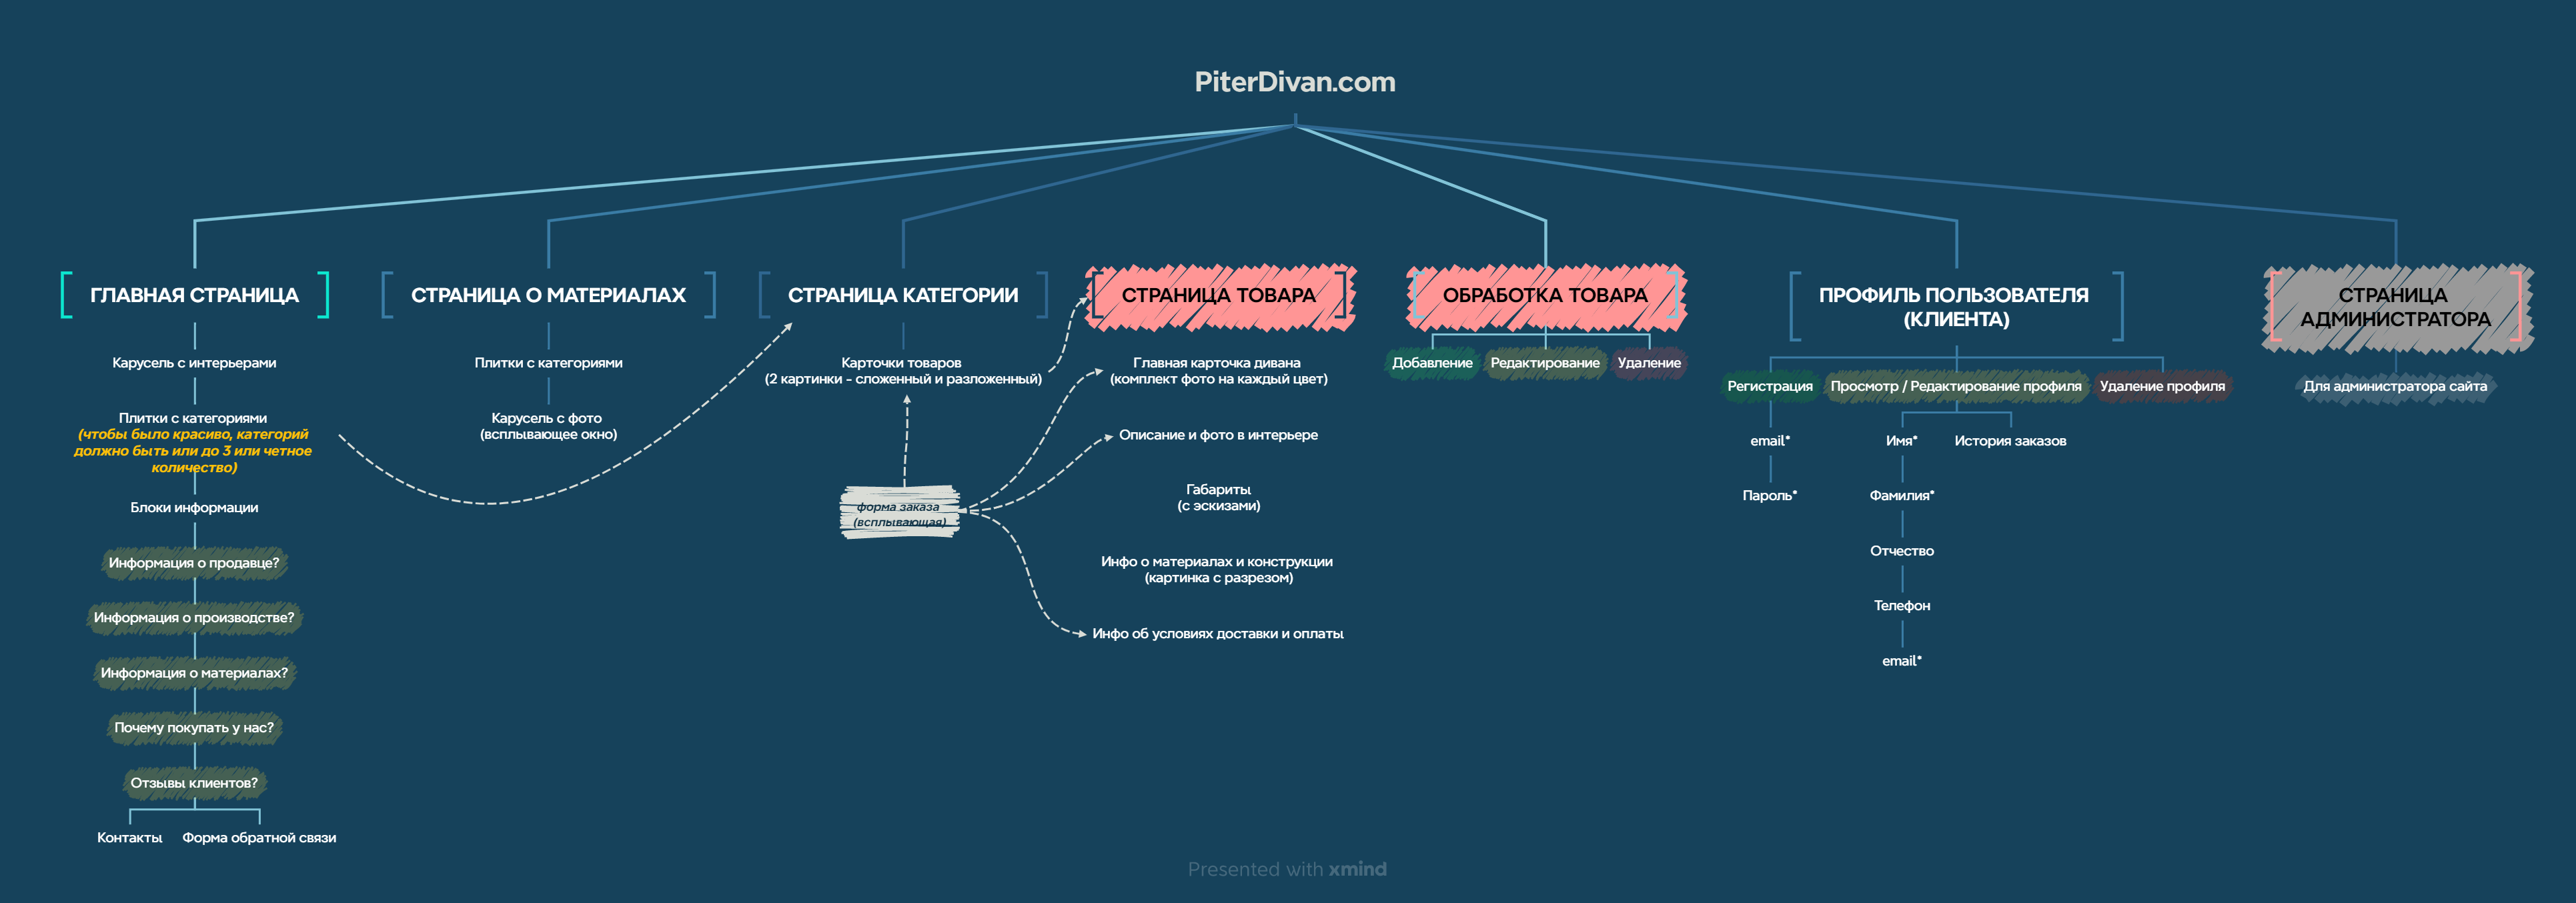 PiterDivan.com
ГЛАВНАЯ СТРАНИЦА
Карусель с интерьерами
Плитки с категориями
(чтобы было красиво, категорий
должно быть или до 3 или четное
количество)
Блоки информации
Информация о продавце?
Информация о производстве?
Информация о материалах?
Почему покупать у нас?
Отзывы клиентов?
Контакты
Форма обратной связи
СТРАНИЦА О МАТЕРИАЛАХ
Плитки с категориями
Карусель с фото
(всплывающее окно)
СТРАНИЦА КАТЕГОРИИ
Карточки товаров
(2 картинки - сложенный и разложенный)
форма заказа
(всплывающая)
СТРАНИЦА ТОВАРА
Главная карточка дивана
(комплект фото на каждый цвет)
Описание и фото в интерьере
Габариты
(с эскизами)
Инфо о материалах и конструкции
(картинка с разрезом)
Инфо об условиях доставки и оплаты
ОБРАБОТКА ТОВАРА
Добавление
Редактирование
Удаление
ПРОФИЛЬ ПОЛЬЗОВАТЕЛЯ
(КЛИЕНТА)
Регистрация
email*
Пароль*
Просмотр / Редактирование профиля
Имя*
Фамилия*
Отчество
Телефон
email*
История заказов
Удаление профиля
СТРАНИЦА
АДМИНИСТРАТОРА
Для администратора сайта
Presented with xmind